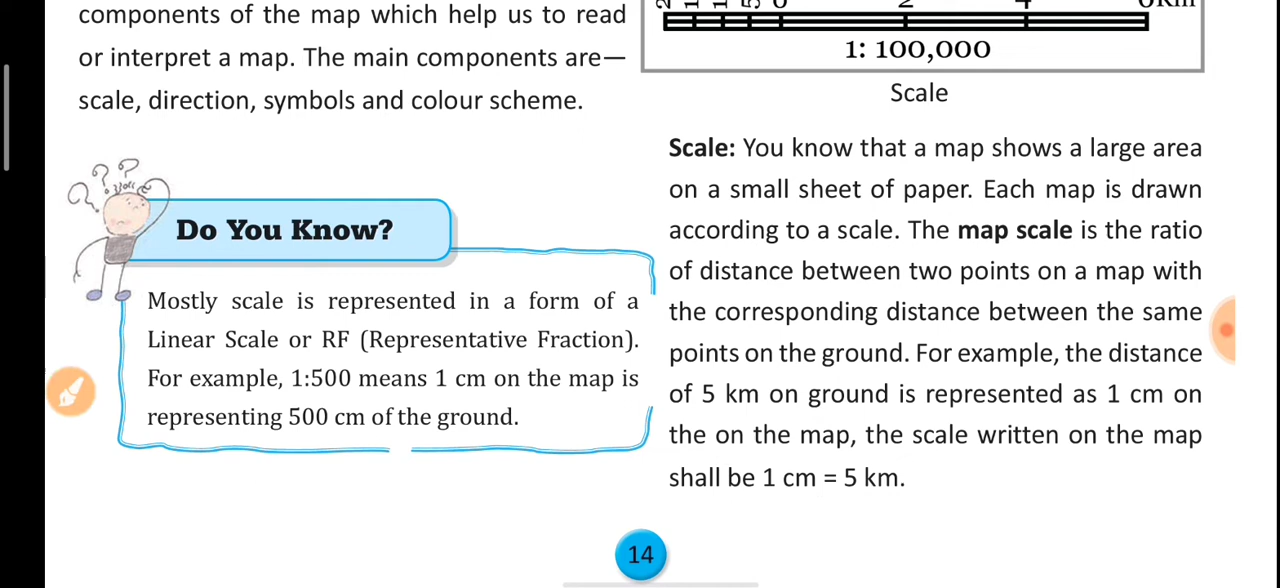 components of the map which help us to read
or interpret a map. The main components are—
scale, direction, symbols and colour scheme.
Do You Know?
Mostly scale is represented in a form of a
Linear Scale or RF (Representative Fraction).
For example, 1:500 means 1 cm on the map is
representing 500 cm of the ground.
1: 100,000
Scale
Scale: You know that a map shows a large area
on a small sheet of paper. Each map is drawn
according to a scale. The map scale is the ratio
of distance between two points on a map with
the corresponding distance between the same
points on the ground. For example, the distance
of 5 km on ground is represented as 1 cm on
the on the map, the scale written on the map
shall be 1 cm = 5 km.
14